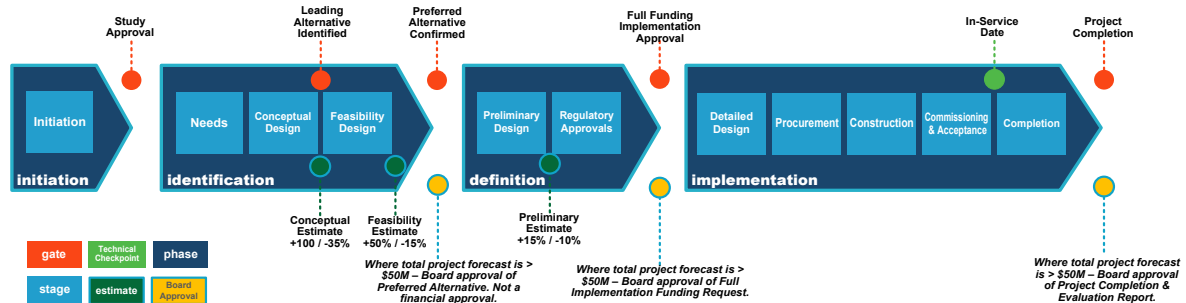 Study
Approval
Leading
Alternative
Identified
Preferred
Alternative
Confirmed
Full Funding
Implementation
Approval
In-Service
Date
Project
Completion
Initiation
Needs
Conceptual
Design
Feasibility
Design
Preliminary
Design
Regulatory
Approvals
Detailed
Design
Procurement
Construction
Commissioning
& Acceptance
Completion
initiation
identification
definition
implementation
Conceptual
Estimate
+100 / -35%
Feasibility
Estimate
+50% / -15%
Preliminary
Estimate
+15% / -10%
Where total project forecast is >
$50M – Board approval of
Preferred Alternative. Not a
financial approval.
Where total project forecast is >
$50M – Board approval of Full
Implementation Funding Request.
Where total project forecast
is > $50M – Board approval
of Project Completion &
Evaluation Report.
gate
Technical
Checkpoint
phase
stage
estimate
Board
Approval